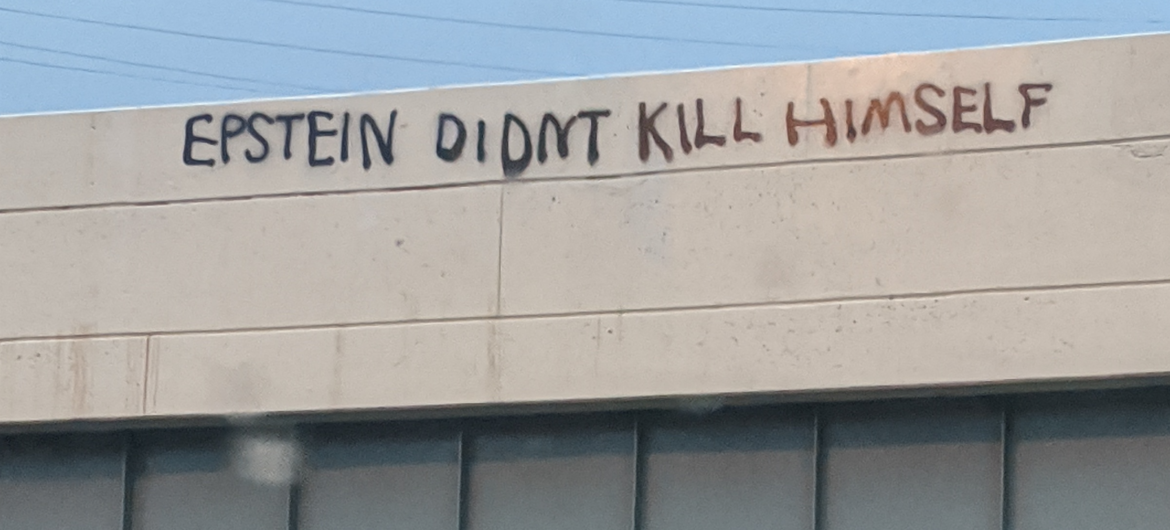 EPSTEIN DIDNT KILL HIMSELF